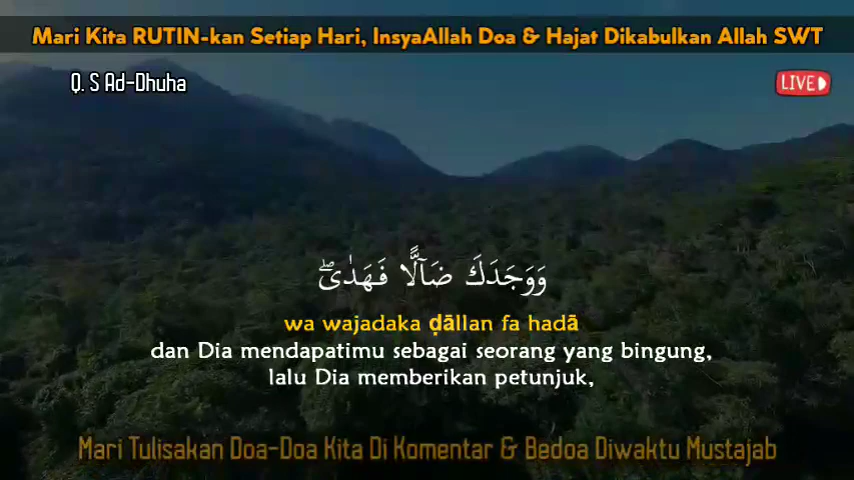 Mari Kita RUTIN-kan Setiap Hari, InsyaAllah Doa & Hajat Dikabulkan Allah SWT
Q. S Ad-Dhuha
LIVE
وَوَجَدَكَ ضَاۤلًّا فَهَدٰىۖ
wa wajadaka ḍāllan fa hadā
dan Dia mendapatimu sebagai seorang yang bingung,
lalu Dia memberikan petunjuk,
Mari Tulisakan Doa-Doa Kita Di Komentar & Bedoa Diwaktu Mustajab